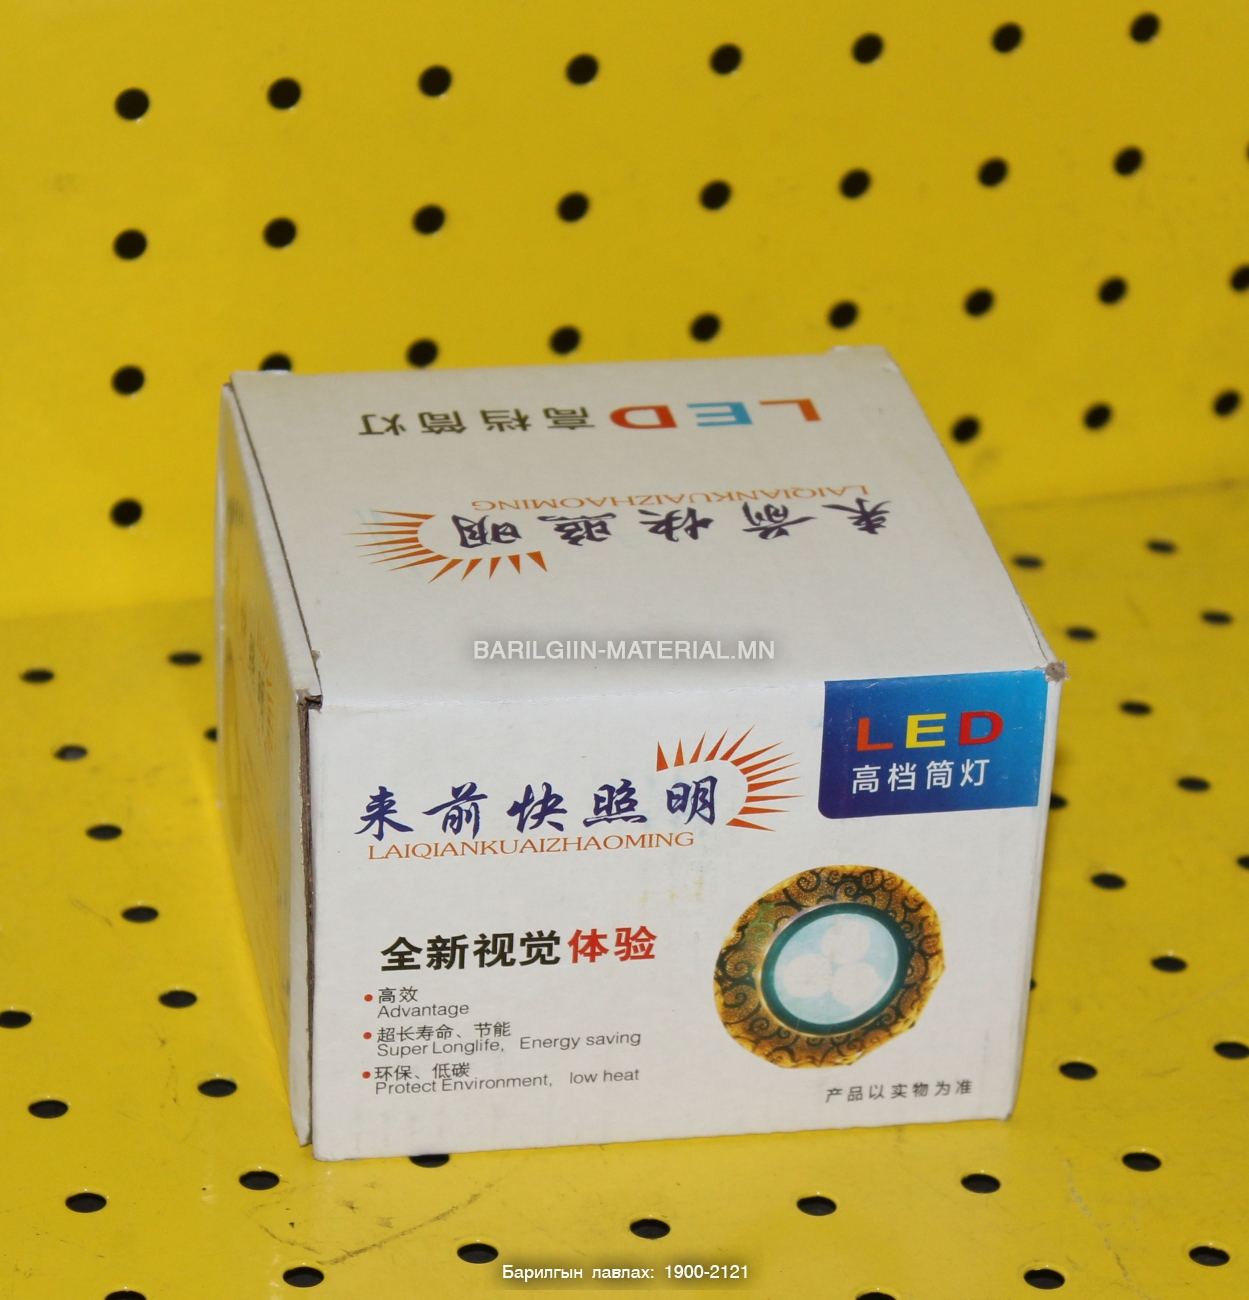 LED高档筒灯
LAIQIANKUAIZHAOMING
来前快照明
BARILGIIN-MATERIAL.MN
LED
高档筒灯
来前快照明
LAIQIANKUAIZHAOMING
全新视觉体验
• 高效
Advantage
• 超长寿命、节能
Super Longlife, Energy saving
• 环保、低碳
Protect Environment, low heat
产品以实物为准
Барилгын лавлах: 1900-2121